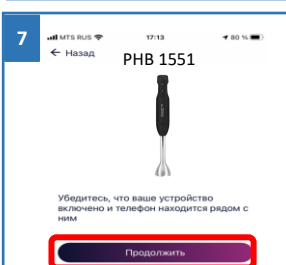 7
MTS RUS 17:13 80 %
← Назад
PHB 1551
Убедитесь, что ваше устройство
включено и телефон находится рядом с
ним
Продолжить